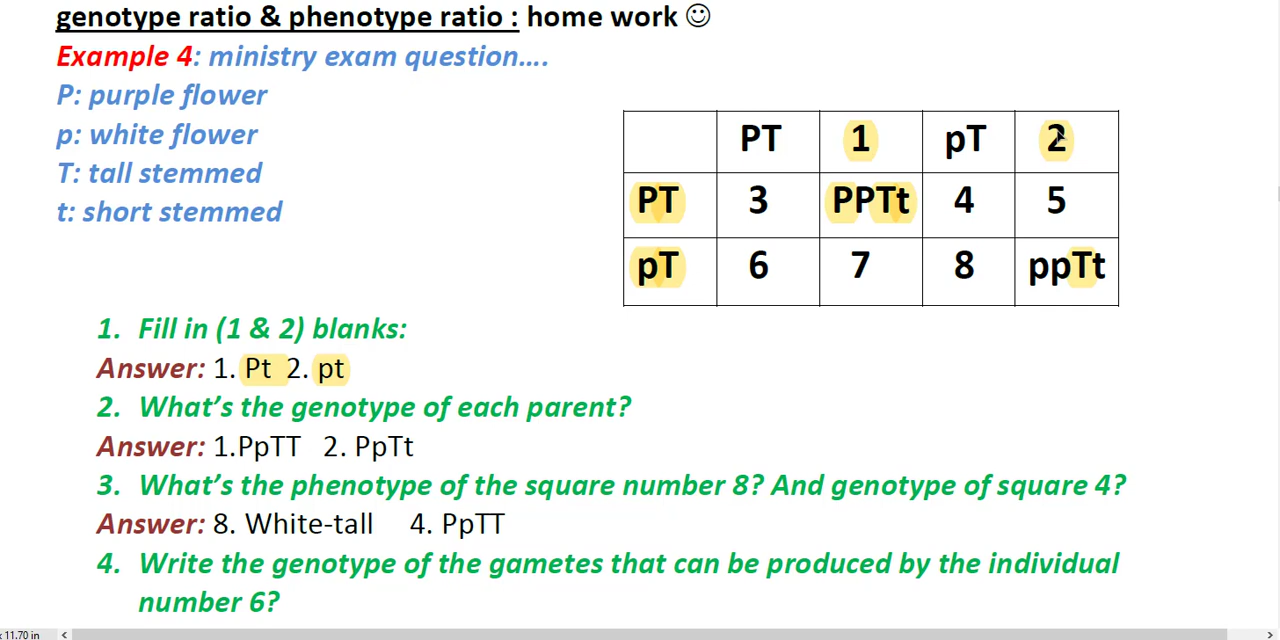 genotype ratio & phenotype ratio : home work ☺
Example 4: ministry exam question....
P: purple flower
p: white flower
T: tall stemmed
t: short stemmed
PT 1 pT 2
PT 3 PPTt 4 5
pT 6 7 8 ppTt
1. Fill in (1 & 2) blanks:
Answer: 1. Pt 2. pt
2. What's the genotype of each parent?
Answer: 1.PpTT 2. PpTt
3. What's the phenotype of the square number 8? And genotype of square 4?
Answer: 8. White-tall 4. PpTT
4. Write the genotype of the gametes that can be produced by the individual
number 6?
x 11.70 in